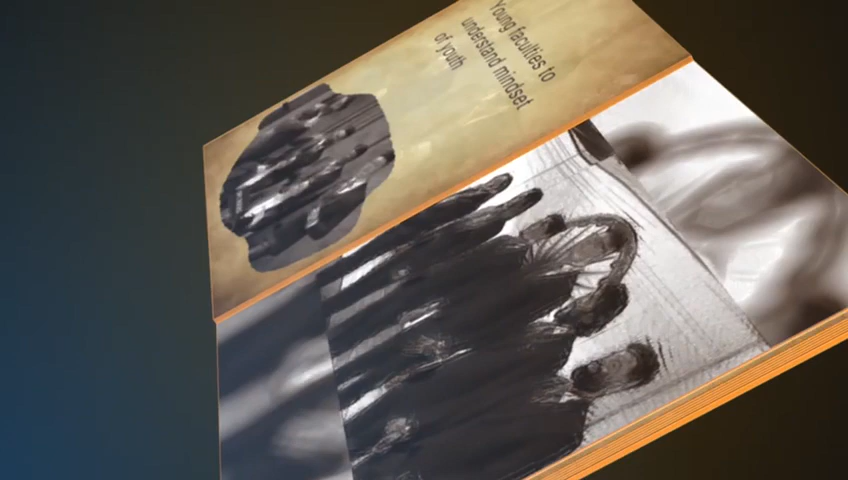 Young faculties to
understand mindset
of youth